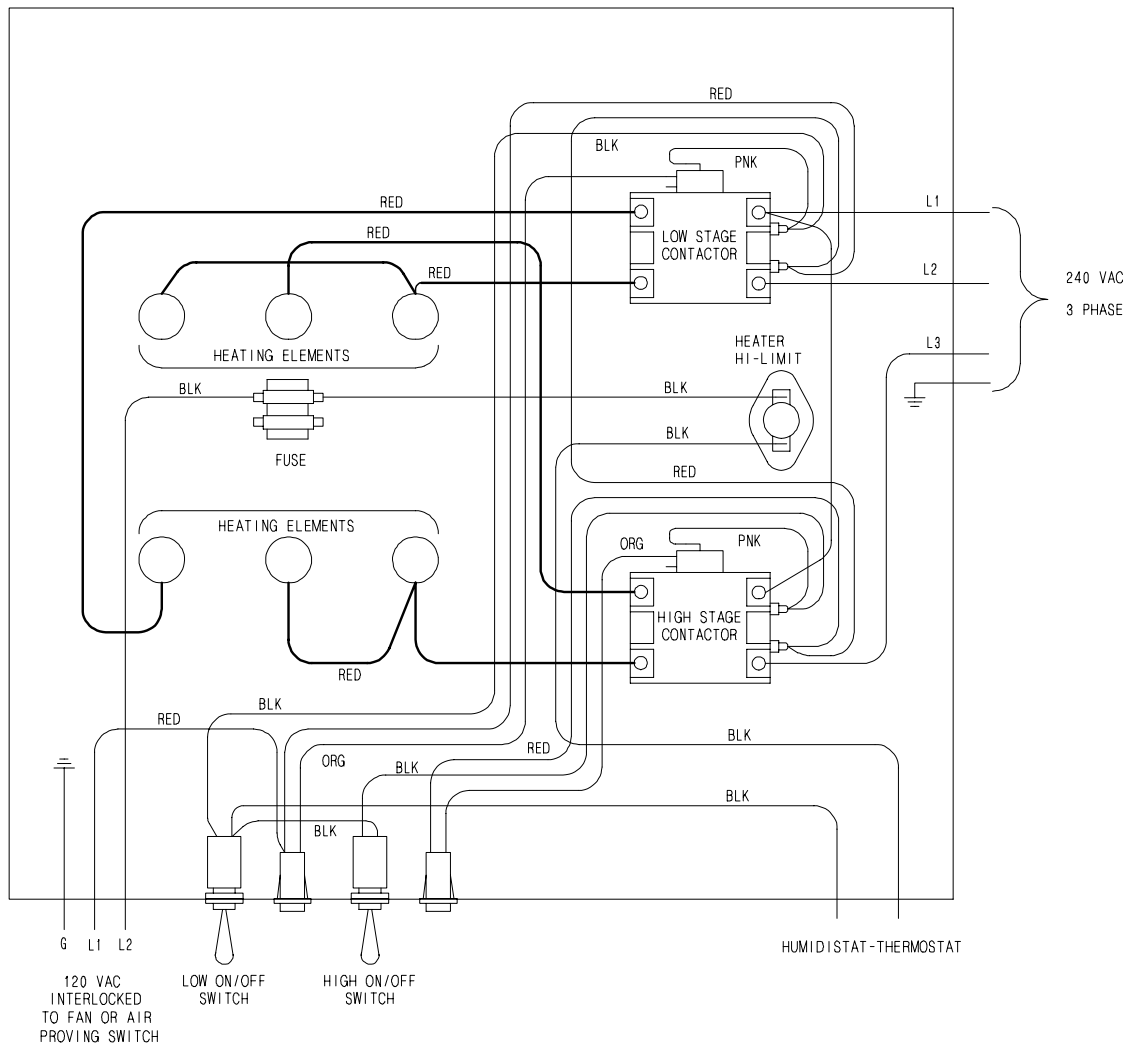 RED
BLK
PNK
RED
L1
RED
LOW STAGE
CONTACTOR
RED
L2
240 VAC
3 PHASE
HEATER
HI-LIMIT
L3
HEATING ELEMENTS
BLK
BLK
BLK
FUSE
RED
HEATING ELEMENTS
ORG
PNK
HIGH STAGE
CONTACTOR
RED
BLK
RED
BLK
RED
ORG
BLK
BLK
BLK
G
L1
L2
HUMIDISTAT-THERMOSTAT
120 VAC
INTERLOCKED
TO FAN OR AIR
PROVING SWITCH
LOW ON/OFF
SWITCH
HIGH ON/OFF
SWITCH